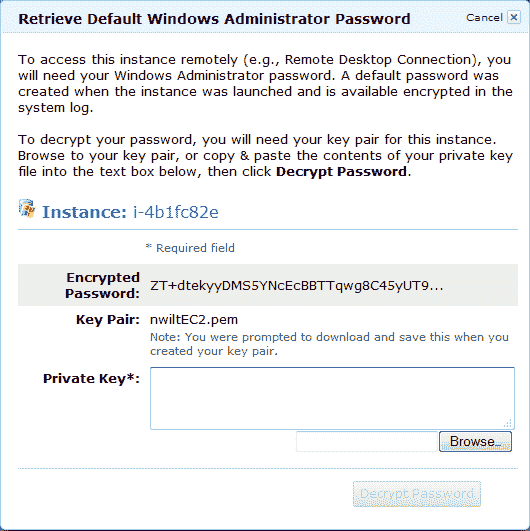 Retrieve Default Windows Administrator Password
Cancel
To access this instance remotely (e.g., Remote Desktop Connection), you
will need your Windows Administrator password. A default password was
created when the instance was launched and is available encrypted in the
system log.
To decrypt your password, you will need your key pair for this instance.
Browse to your key pair, or copy & paste the contents of your private key
file into the text box below, then click Decrypt Password.
Instance: i-4b1fc82e
* Required field
Encrypted
Password: ZT+dtekyyDMS5YNcEcBBTTqwg8C45yUT9...
Key Pair: nwiltEC2.pem
Note: You were prompted to download and save this when you
created your key pair.
Private Key*:
Browse..
Decrypt Password